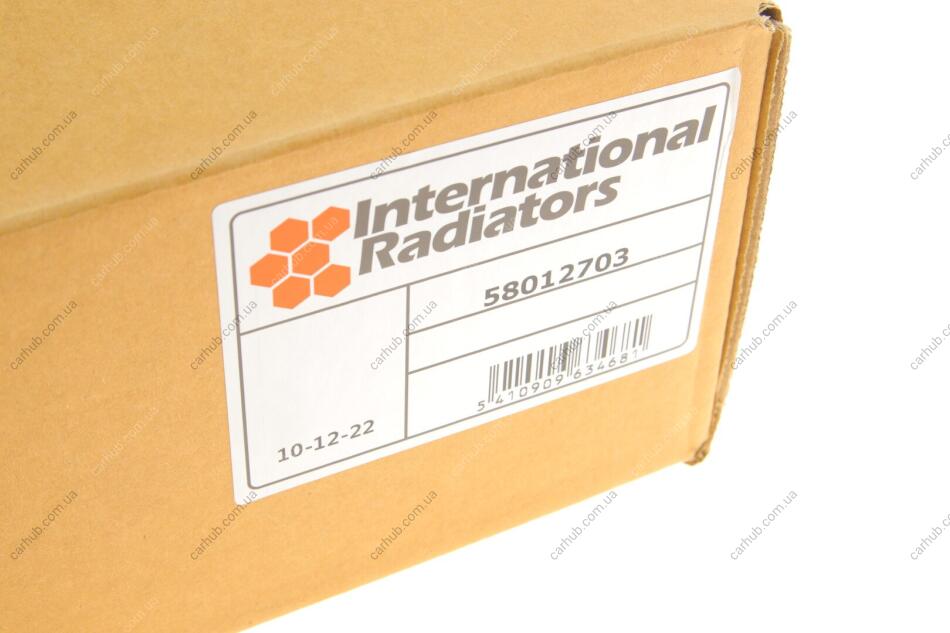 International
Radiators
58012703
5 410909 634681
10-12-22
carhub.com.ua